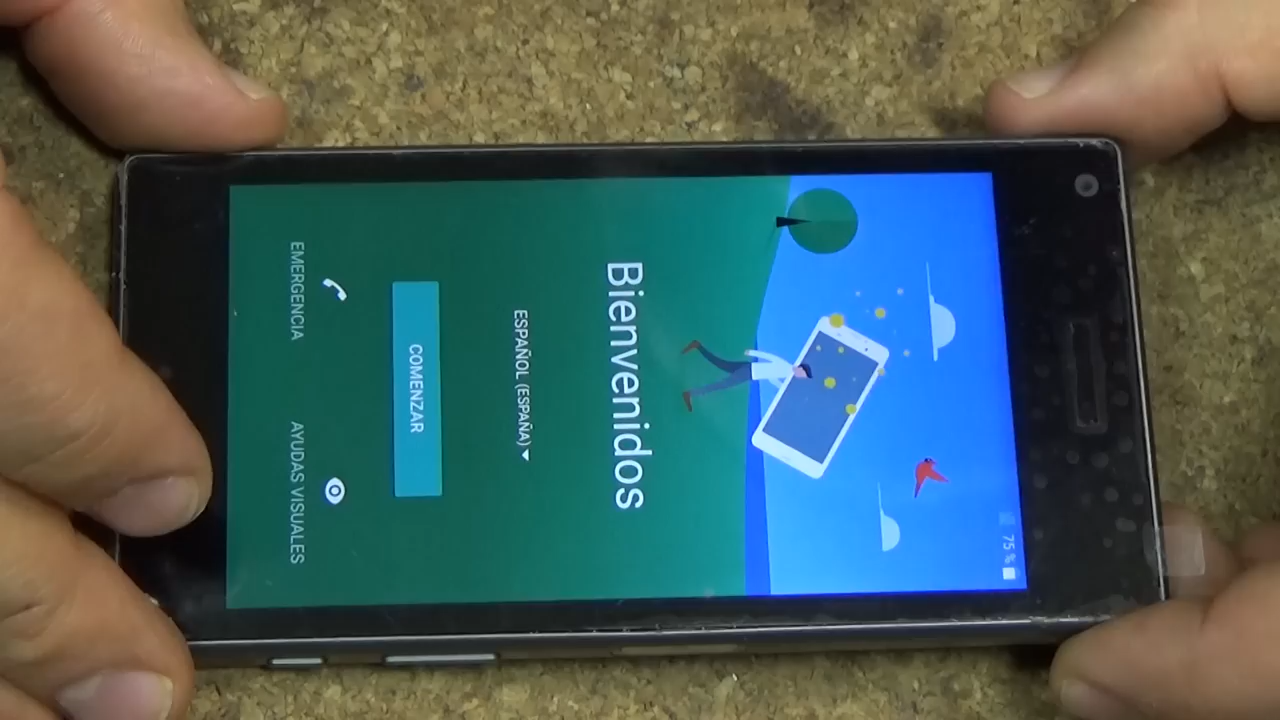 75 %
Bienvenidos
ESPAÑOL (ESPAÑA)
COMENZAR
EMERGENCIA
AYUDAS VISUALES